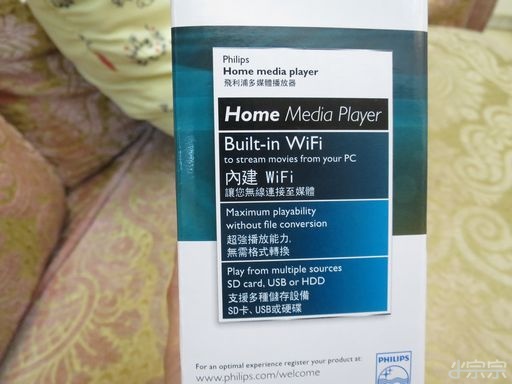 Philips
Home media player
飛利浦多媒體播放器
Home Media Player
Built-in WiFi
to stream movies from your PC
內建 WiFi
讓您無線連接至媒體
Maximum playability
without file conversion
超強播放能力,
無需格式轉換
Play from multiple sources
SD card, USB or HDD
支援多種儲存設備
SD卡、USB或硬碟
For an optimal experience register your product at:
www.philips.com/welcome
PHILIPS
小宗宗